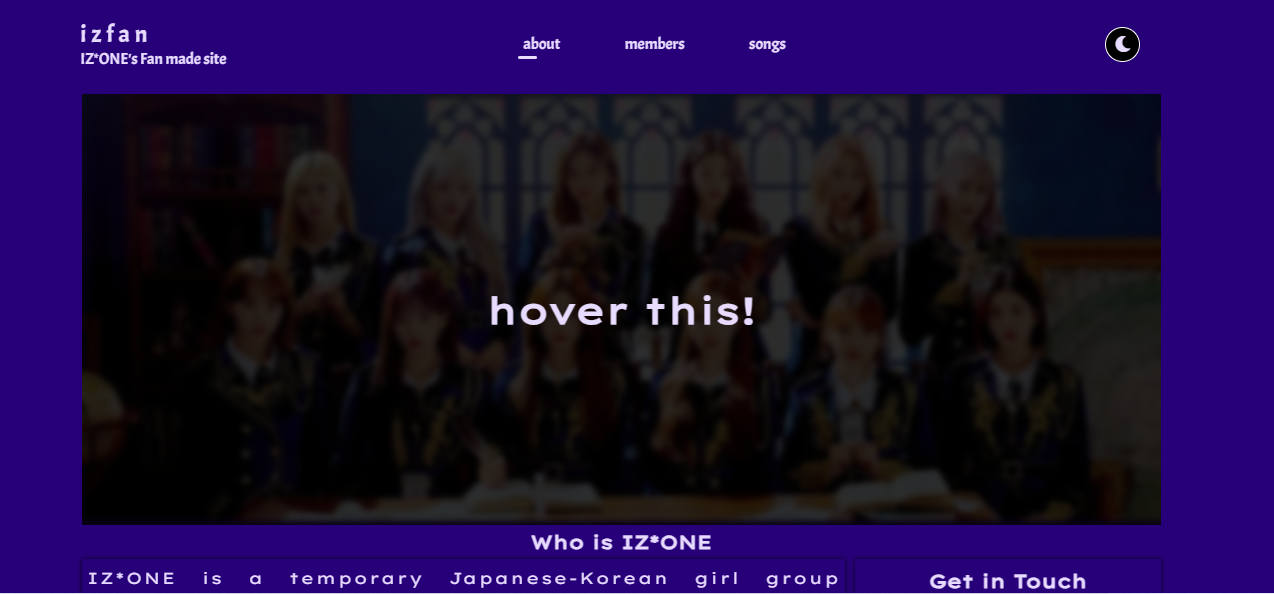 izfan
IZ*ONE's Fan made site
about
members
songs
hover this!
Who is IZ*ONE
IZ*ONE is a temporary Japanese-Korean girl group
Get in Touch